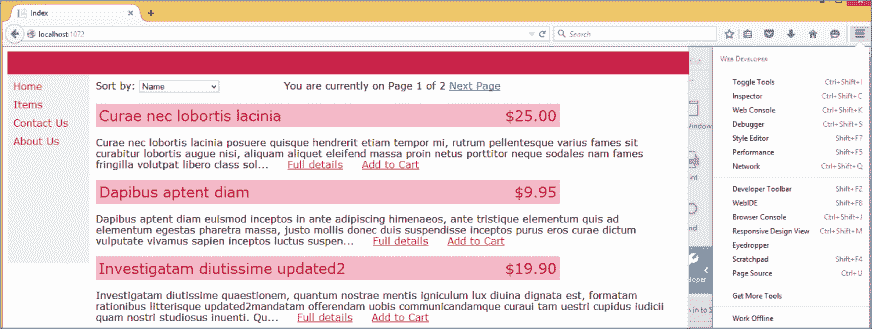 Index
localhost:1072
Search
Home
Items
Contact Us
About Us
Sort by: Name
You are currently on Page 1 of 2 Next Page
Curae nec lobortis lacinia $25.00
Curae nec lobortis lacinia posuere quisque hendrerit etiam tempor mi, rutrum pellentesque varius fames sit
curabitur lobortis augue nisi, aliquam aliquet eleifend massa proin netus porttitor neque sodales nam fames
fringilla volutpat libero class sol... Full details Add to Cart
Dapibus aptent diam $9.95
Dapibus aptent diam euismod inceptos in ante adipiscing himenaeos, ante tristique elementum quis ad
elementum egestas pharetra massa, justo mollis donec duis suspendisse inceptos purus eros curae dictum
vulputate vivamus sapien inceptos luctus suspen... Full details Add to Cart
Investigatam diutissime updated2 $19.90
Investigatam diutissime quaestionem, quantum nostrae mentis igniculum lux diuina dignata est, formatam
rationibus litterisque updated2mandatam offerendam uobis communicandamque curaui tam uestri cupidus iudicii
quam nostri studiosus inuenti. Qu... Full details Add to Cart
Window
Web Developer
Toggle Tools Ctrl+Shift+I
Inspector Ctrl+Shift+C
Web Console Ctrl+Shift+K
Debugger Ctrl+Shift+S
Style Editor Shift+F7
Performance Shift+F5
Network Ctrl+Shift+Q
Developer Toolbar Shift+F2
WebIDE Shift+F8
Browser Console Ctrl+Shift+J
Responsive Design View Ctrl+Shift+M
Eyedropper
Scratchpad Shift+F4
Page Source Ctrl+U
Get More Tools
Work Offline